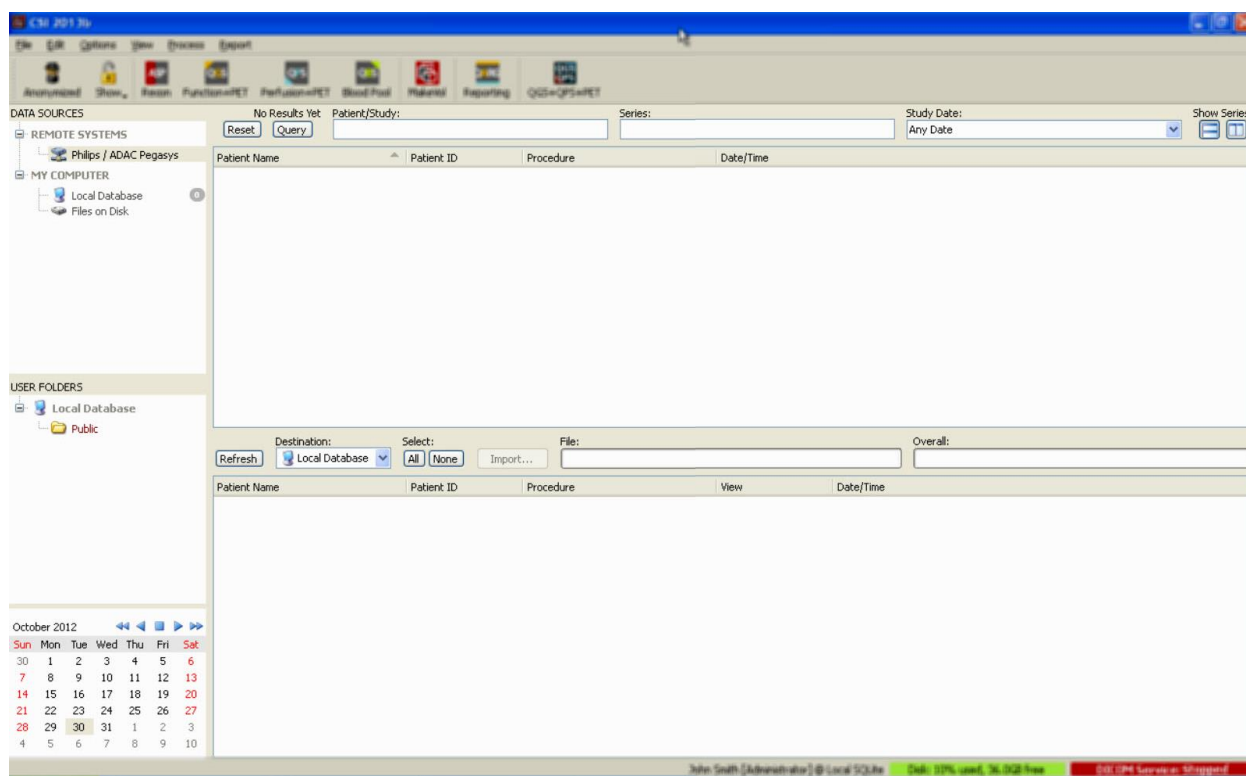 CSI 2013b
File Edit Options View Process Export
Anonymized Show... Recon Function+PET Perfusion+PET Blood Pool Reporting QGS+QPS+PET
DATA SOURCES
REMOTE SYSTEMS
Philips / ADAC Pegasys
MY COMPUTER
Local Database 0
Files on Disk
No Results Yet Patient/Study: Series: Study Date: Show Series
Reset Query Any Date
Patient Name Patient ID Procedure Date/Time
USER FOLDERS
Local Database
Public
Destination: Select: File: Overall:
Refresh Local Database All None Import...
Patient Name Patient ID Procedure View Date/Time
October 2012
Sun Mon Tue Wed Thu Fri Sat
30 1 2 3 4 5 6
7 8 9 10 11 12 13
14 15 16 17 18 19 20
21 22 23 24 25 26 27
28 29 30 31 1 2 3
4 5 6 7 8 9 10
John Smith [Administrator] @ Local SQLite Disk: used, 36.0GB free DICOM Service: Stopped